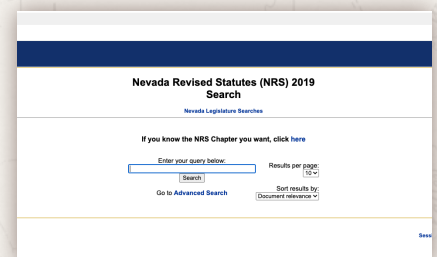 Nevada Revised Statutes (NRS) 2019
Search
Nevada Legislature Searches
If you know the NRS Chapter you want, click here
Enter your query below:
Results per page:
10
Search
Go to Advanced Search
Sort results by:
Document relevance
Sess